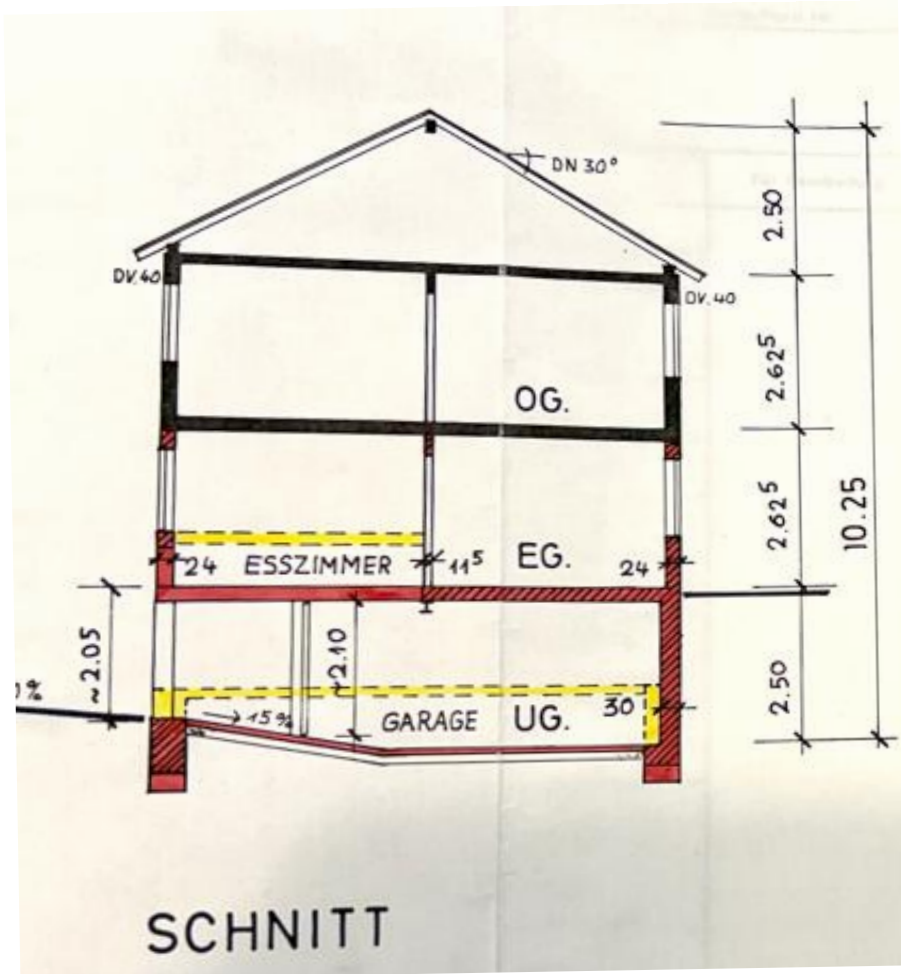 DN 30°
2.50
DV.40
DV.40
2.625
OG.
2.625
10.25
24 ESSZIMMER 11⁵ EG. 24
~2.05
~2.10
2.50
0%
15%
GARAGE UG. 30
SCHNITT